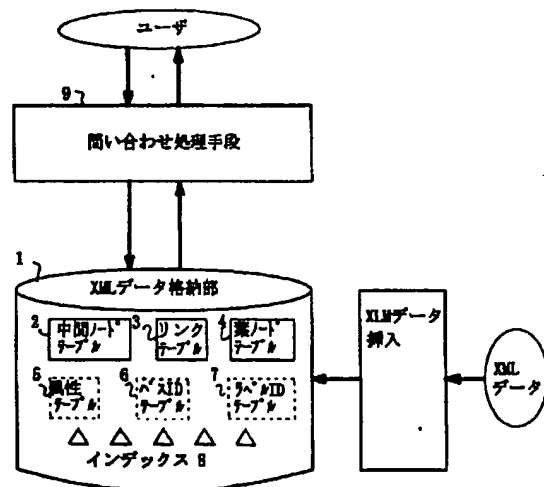 ユーザ
9
問い合わせ処理手段
1
XMLデータ格納部
2 中間ノード テーブル
3 リンク テーブル
4 葉ノード テーブル
5 属性 テーブル
6 パスID テーブル
7 ラベルID テーブル
インデックス 8
XLMデータ
挿入
XML
データ